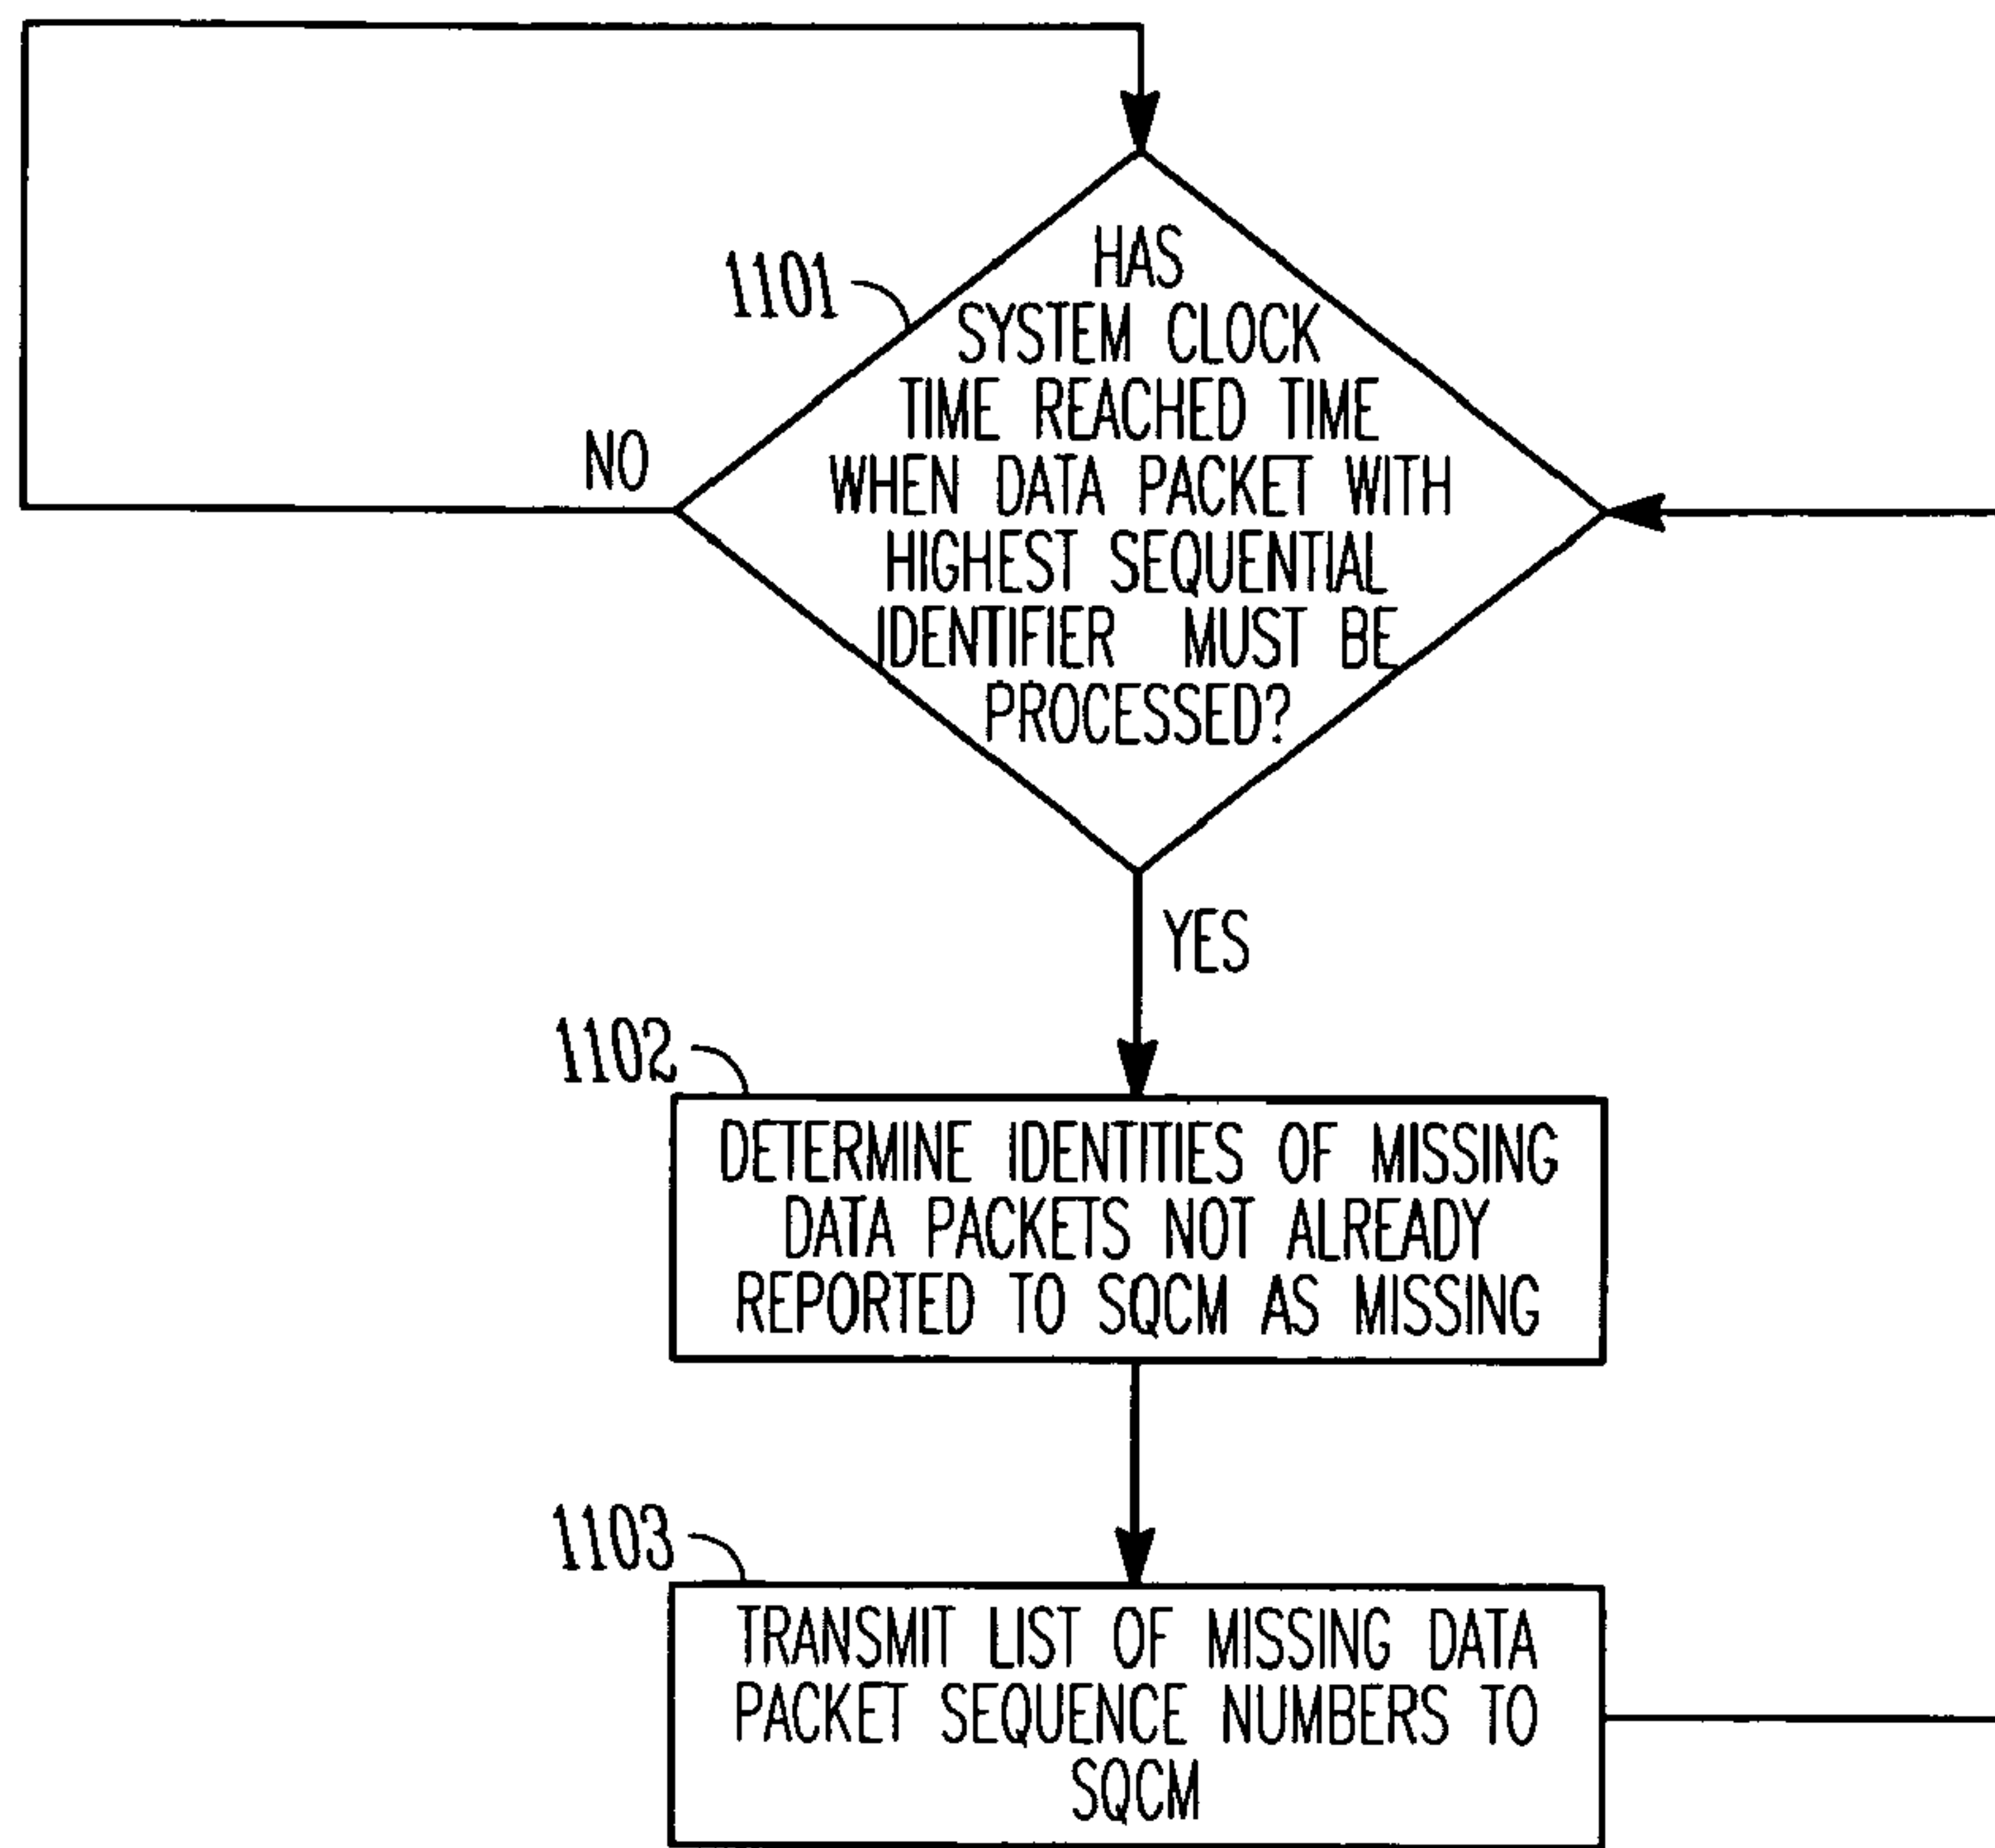 1101
HAS
SYSTEM CLOCK
TIME REACHED TIME
WHEN DATA PACKET WITH
HIGHEST SEQUENTIAL
IDENTIFIER MUST BE
PROCESSED?
NO
YES
1102
DETERMINE IDENTITIES OF MISSING
DATA PACKETS NOT ALREADY
REPORTED TO SQCM AS MISSING
1103
TRANSMIT LIST OF MISSING DATA
PACKET SEQUENCE NUMBERS TO
SQCM